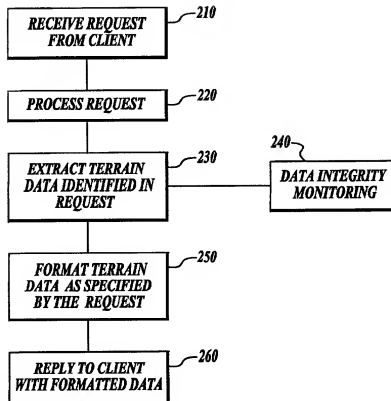 210
RECEIVE REQUEST
FROM CLIENT
220
PROCESS REQUEST
230
EXTRACT TERRAIN
DATA IDENTIFIED IN
REQUEST
240
DATA INTEGRITY
MONITORING
250
FORMAT TERRAIN
DATA AS SPECIFIED
BY THE REQUEST
260
REPLY TO CLIENT
WITH FORMATTED DATA